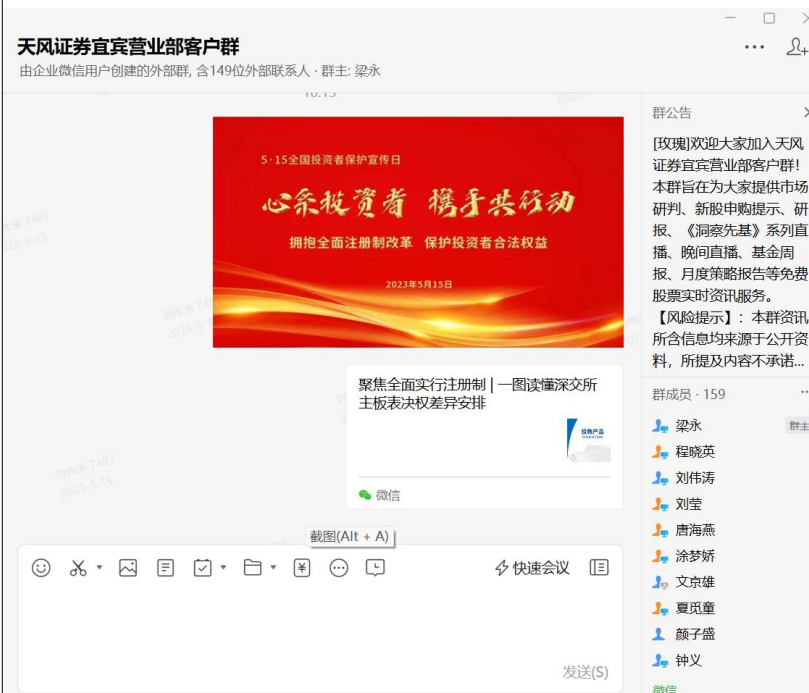 天风证券宜宾营业部客户群
由企业微信用户创建的外部群, 含149位外部联系人 · 群主: 梁永
5·15全国投资者保护宣传日
心系投资者 携手共行动
拥抱全面注册制改革 保护投资者合法权益
2023年5月15日
聚焦全面实行注册制 | 一图读懂深交所
主板表决权差异安排
投教产品
微信
刘伟涛 7487
2023-5-15
截图(Alt + A)
快速会议
发送(S)
群公告
[玫瑰]欢迎大家加入天风
证券宜宾营业部客户群!
本群旨在为大家提供市场
研判、新股申购提示、研
报、《洞察先基》系列直
播、晚间直播、基金周
报、月度策略报告等免费
股票实时资讯服务。
【风险提示】：本群资讯
所含信息均来源于公开资
料，所提及内容不承诺...
群成员 · 159
梁永 群主
程晓英
刘伟涛
刘莹
唐海燕
涂梦娇
文京雄
夏觅童
颜子盛
钟义
微信